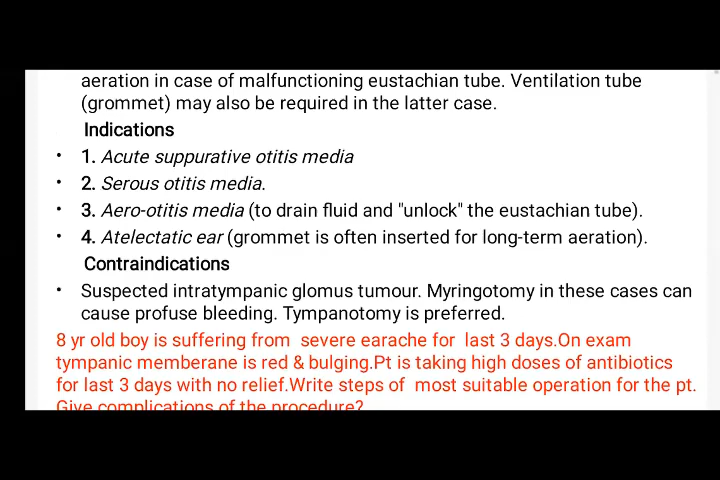 aeration in case of malfunctioning eustachian tube. Ventilation tube
(grommet) may also be required in the latter case.
Indications
• 1. Acute suppurative otitis media
• 2. Serous otitis media.
• 3. Aero-otitis media (to drain fluid and "unlock" the eustachian tube).
• 4. Atelectatic ear (grommet is often inserted for long-term aeration).
Contraindications
• Suspected intratympanic glomus tumour. Myringotomy in these cases can
cause profuse bleeding. Tympanotomy is preferred.
8 yr old boy is suffering from severe earache for last 3 days.On exam
tympanic memberane is red & bulging.Pt is taking high doses of antibiotics
for last 3 days with no relief.Write steps of most suitable operation for the pt.
Give complications of the procedure?